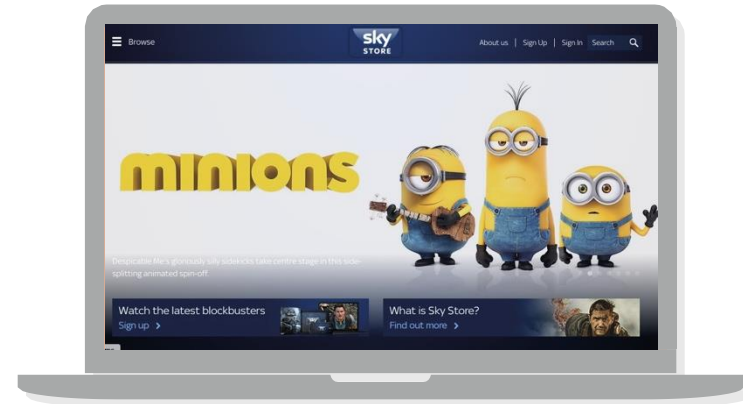 Browse
sky
STORE
About us | Sign Up | Sign In Search
minions
Despicable Me's gloriously silly sidekicks take centre stage in this side-
splitting animated spin-off.
Watch the latest blockbusters
Sign up >
What is Sky Store?
Find out more >